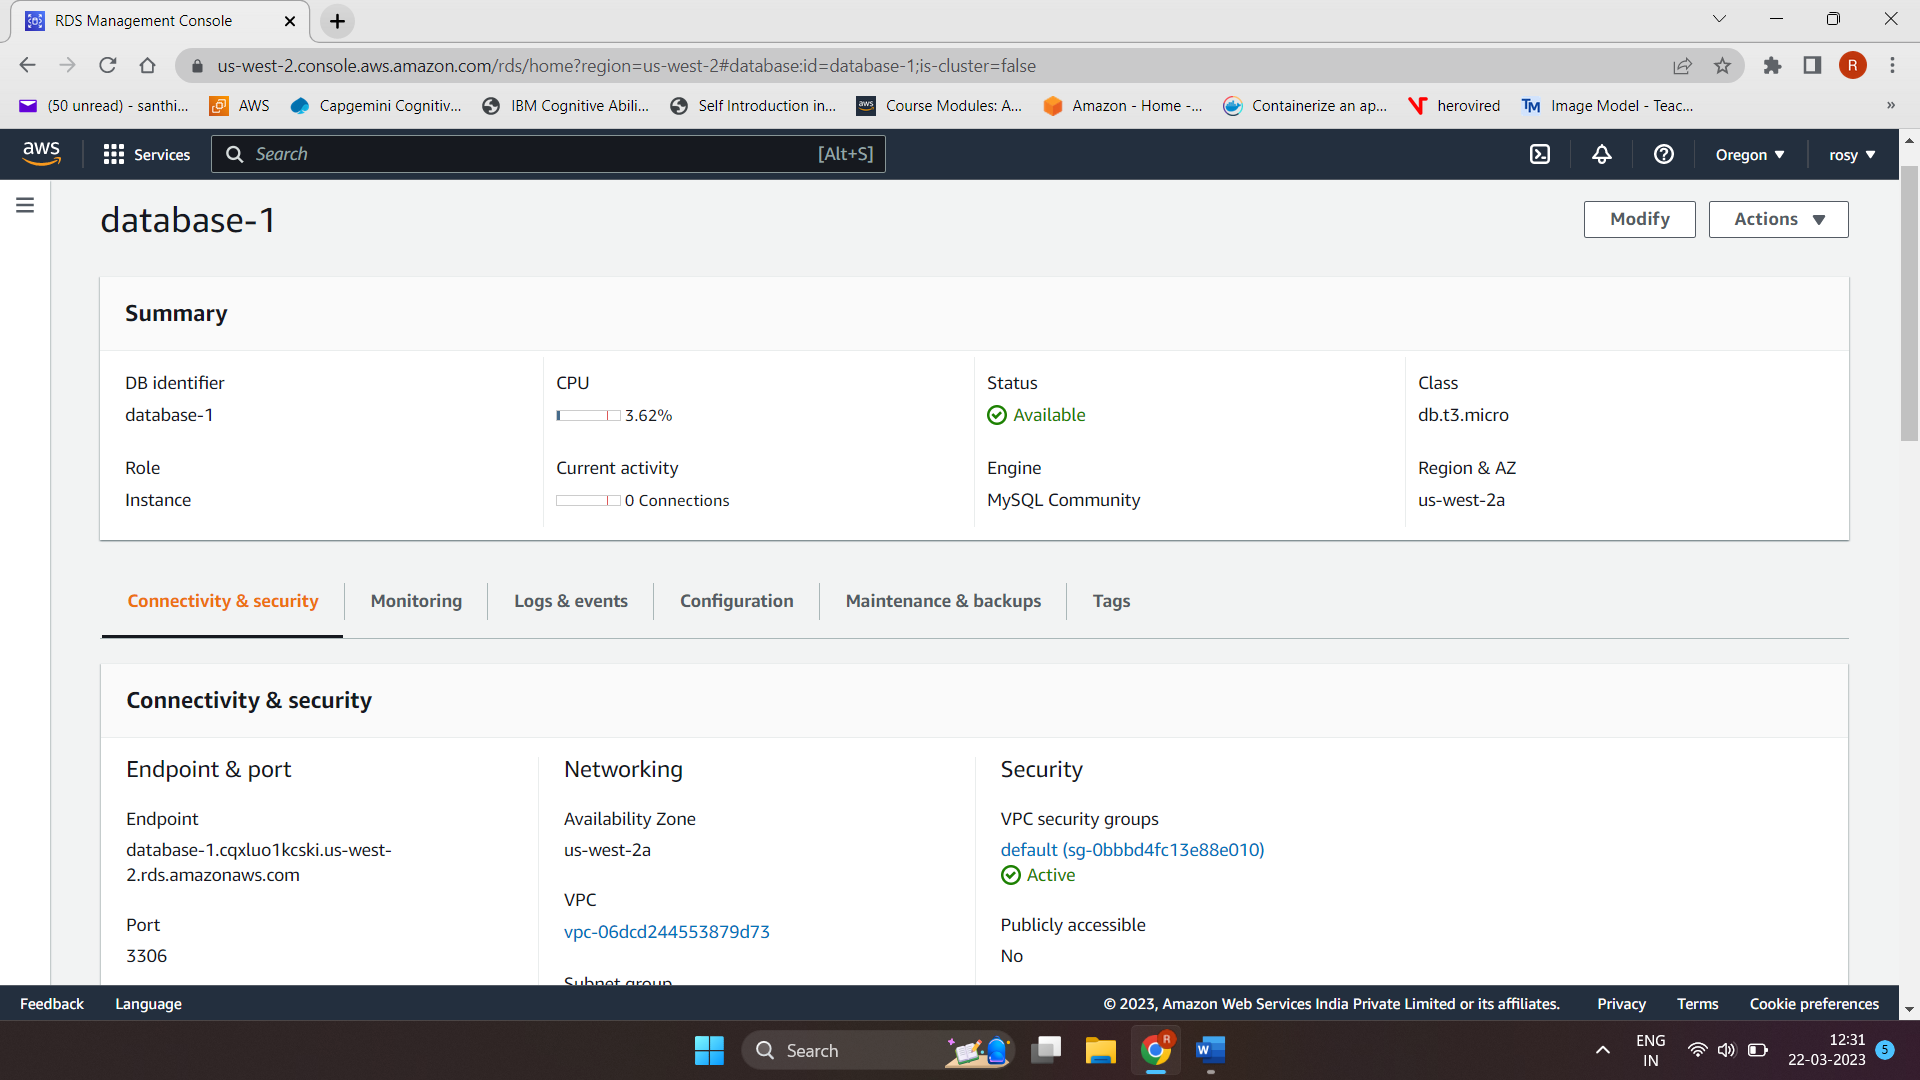 RDS Management Console
us-west-2.console.aws.amazon.com/rds/home?region=us-west-2#database:id=database-1;is-cluster=false
R
(50 unread) - santhi...
AWS
Capgemini Cognitiv...
IBM Cognitive Abili...
Self Introduction in...
aws
Course Modules: A...
Amazon - Home -...
Containerize an ap...
herovired
TM
Image Model - Teac...
»
aws
Services
Search
[Alt+S]
Oregon
rosy
database-1
Modify
Actions
Summary
DB identifier
database-1
CPU
3.62%
Status
Available
Class
db.t3.micro
Role
Instance
Current activity
0 Connections
Engine
MySQL Community
Region & AZ
us-west-2a
Connectivity & security
Monitoring
Logs & events
Configuration
Maintenance & backups
Tags
Connectivity & security
Endpoint & port
Endpoint
database-1.cqxluo1kcski.us-west-
2.rds.amazonaws.com
Port
3306
Networking
Availability Zone
us-west-2a
VPC
vpc-06dcd244553879d73
Subnet group
Security
VPC security groups
default (sg-0bbbd4fc13e88e010)
Active
Publicly accessible
No
Feedback
Language
© 2023, Amazon Web Services India Private Limited or its affiliates.
Privacy
Terms
Cookie preferences
Search
R
W
ENG
IN
12:31
22-03-2023
5